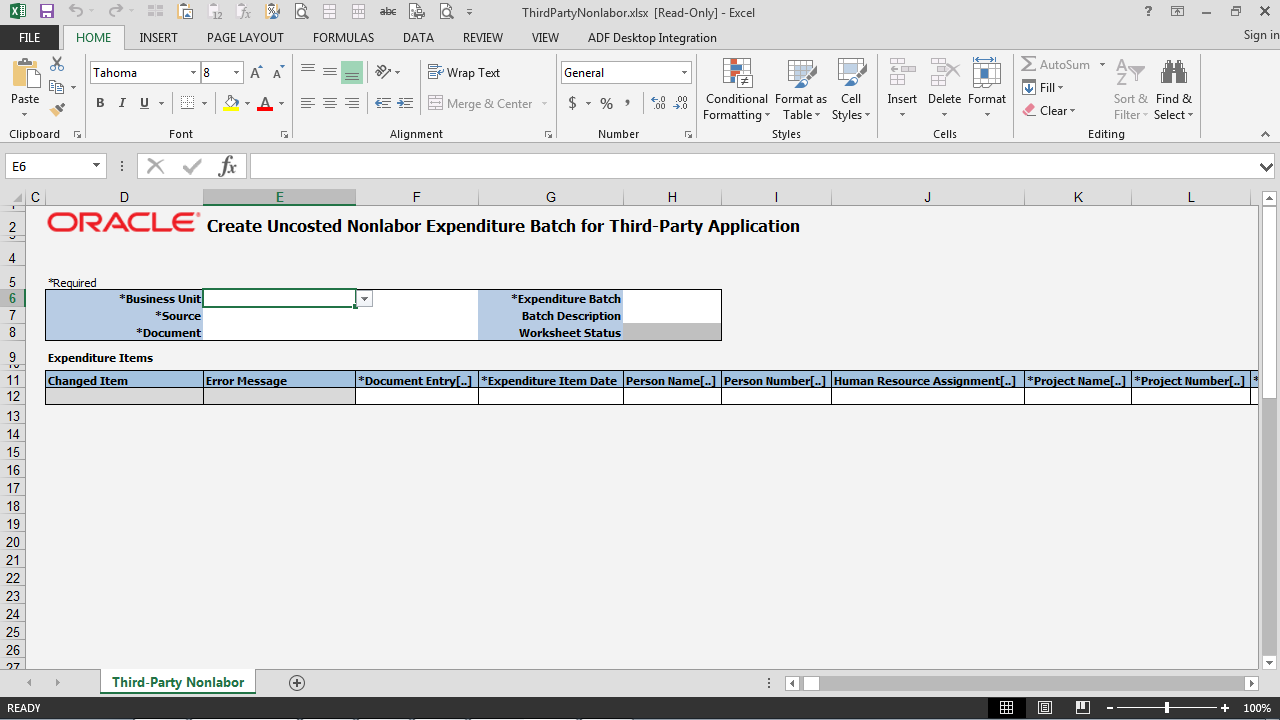 ThirdPartyNonlabor.xlsx [Read-Only] - Excel
FILE HOME INSERT PAGE LAYOUT FORMULAS DATA REVIEW VIEW ADF Desktop Integration Sign in
Paste
Clipboard
Tahoma 8
B I U A
Font
Wrap Text
Merge & Center
Alignment
General
$ % ,
Number
Conditional Formatting
Format as Table
Cell Styles
Styles
Insert Delete Format
Cells
AutoSum
Fill
Clear
Sort & Filter
Find & Select
Editing
E6 fx
C D E F G H I J K L
2 ORACLE® Create Uncosted Nonlabor Expenditure Batch for Third-Party Application
4
5 *Required
6 *Business Unit *Expenditure Batch
7 *Source Batch Description
8 *Document Worksheet Status
9 Expenditure Items
11 Changed Item Error Message *Document Entry[..] *Expenditure Item Date Person Name[..] Person Number[..] Human Resource Assignment[..] *Project Name[..] *Project Number[..] *
12
13
14
15
16
17
18
19
20
21
22
23
24
25
26
27
Third-Party Nonlabor
READY 100%